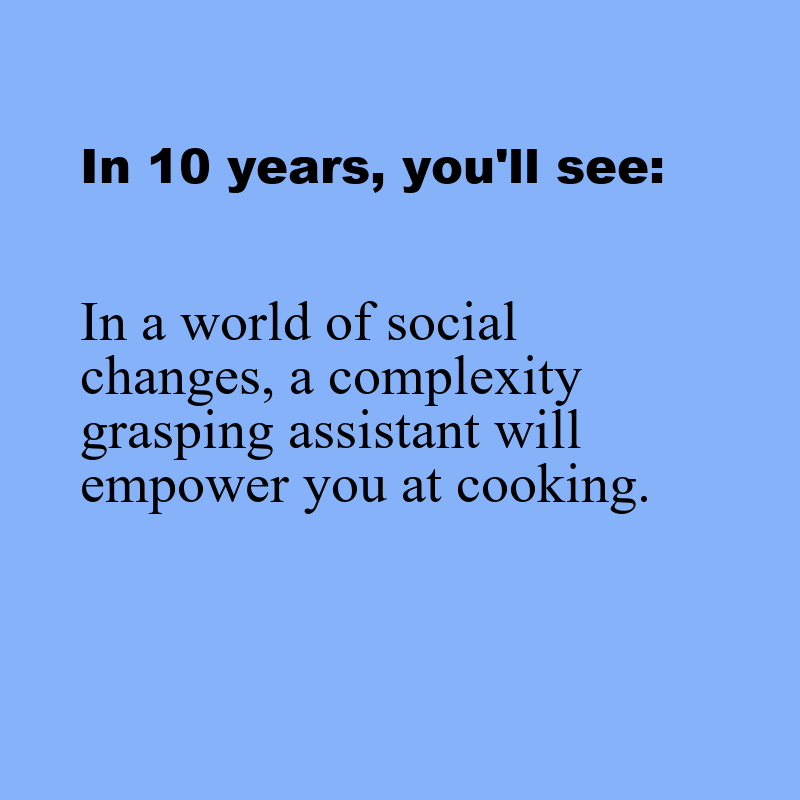 In 10 years, you'll see:
In a world of social
changes, a complexity
grasping assistant will
empower you at cooking.